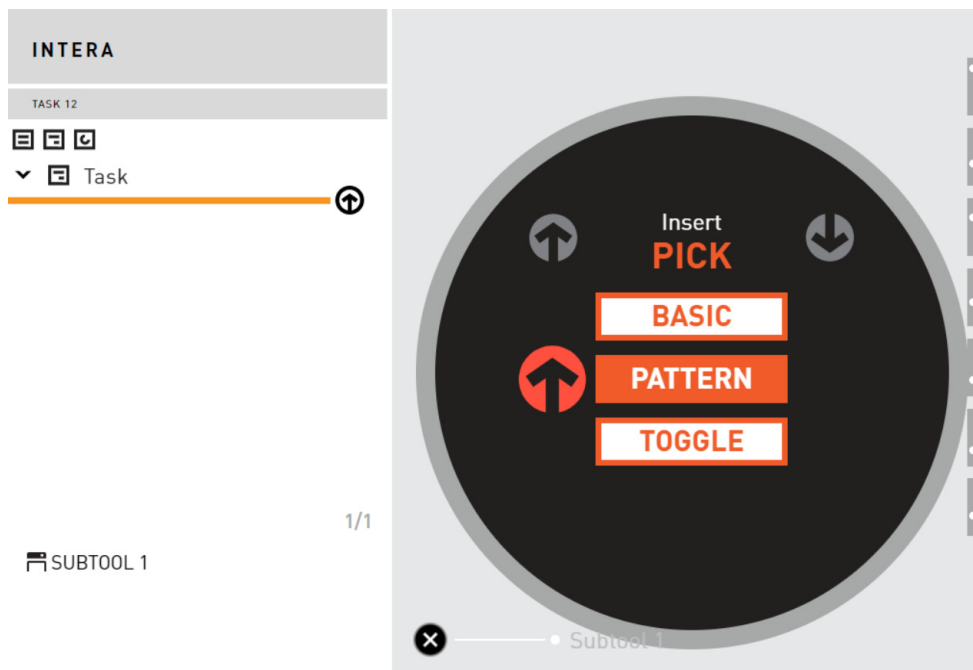 INTERA
TASK 12
Task
1/1
SUBTOOL 1
Insert
PICK
BASIC
PATTERN
TOGGLE
Subtool 1